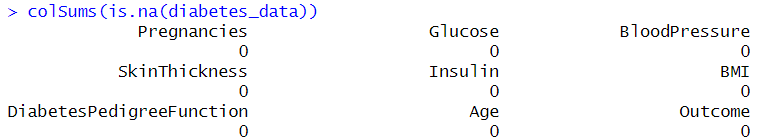 > colSums(is.na(diabetes_data))
Pregnancies Glucose BloodPressure
0 0 0
SkinThickness Insulin BMI
0 0 0
DiabetesPedigreeFunction Age Outcome
0 0 0